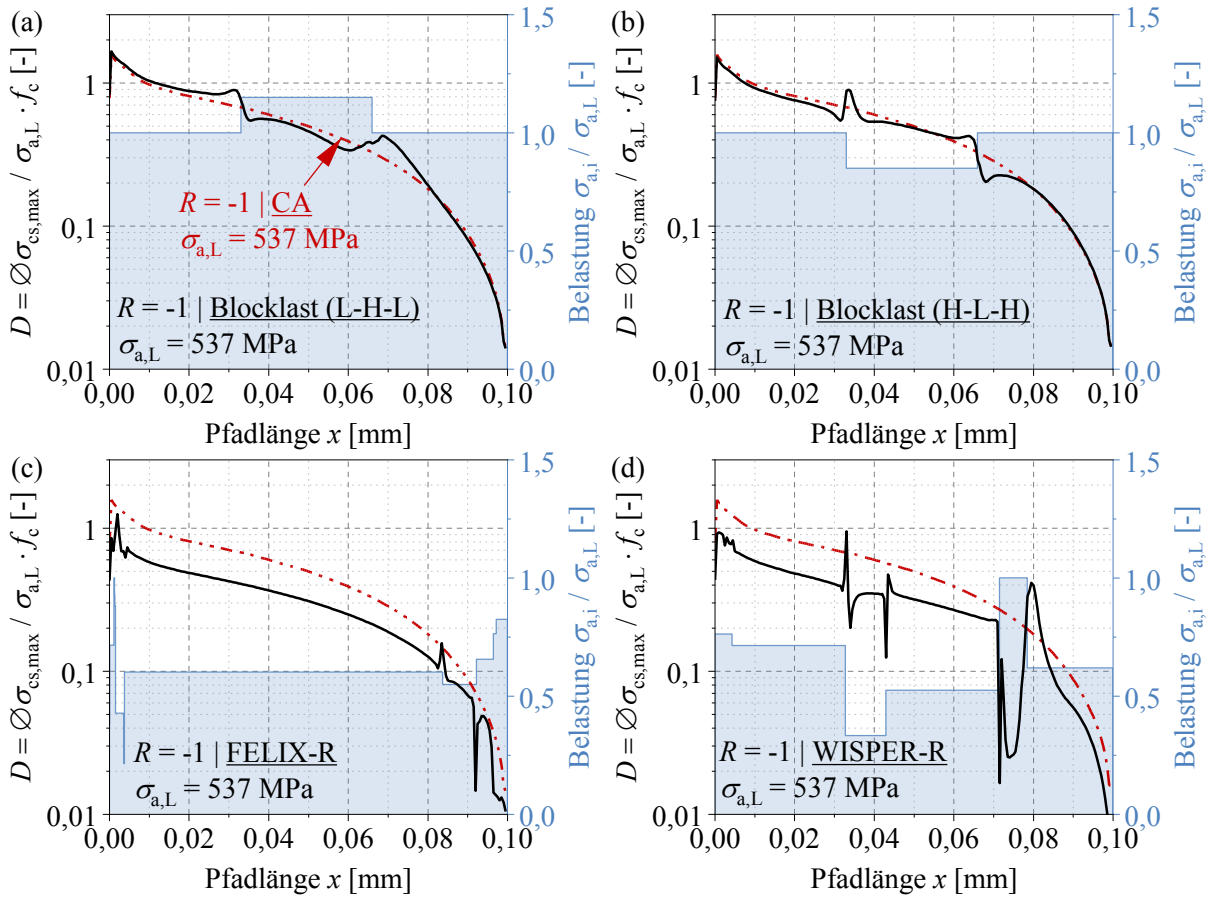 (a)
D = Øσcs,max / σa,L · fc [-]
1
0,1
0,01
R = -1 | CA
σa,L = 537 MPa
R = -1 | Blocklast (L-H-L)
σa,L = 537 MPa
1,5
1,0
0,5
0,0
Belastung σa,i / σa,L [-]
0,00 0,02 0,04 0,06 0,08 0,10
Pfadlänge x [mm]
(b)
D = Øσcs,max / σa,L · fc [-]
1
0,1
0,01
R = -1 | Blocklast (H-L-H)
σa,L = 537 MPa
1,5
1,0
0,5
0,0
Belastung σa,i / σa,L [-]
0,00 0,02 0,04 0,06 0,08 0,10
Pfadlänge x [mm]
(c)
D = Øσcs,max / σa,L · fc [-]
1
0,1
0,01
R = -1 | FELIX-R
σa,L = 537 MPa
1,5
1,0
0,5
0,0
Belastung σa,i / σa,L [-]
0,00 0,02 0,04 0,06 0,08 0,10
Pfadlänge x [mm]
(d)
D = Øσcs,max / σa,L · fc [-]
1
0,1
0,01
R = -1 | WISPER-R
σa,L = 537 MPa
1,5
1,0
0,5
0,0
Belastung σa,i / σa,L [-]
0,00 0,02 0,04 0,06 0,08 0,10
Pfadlänge x [mm]